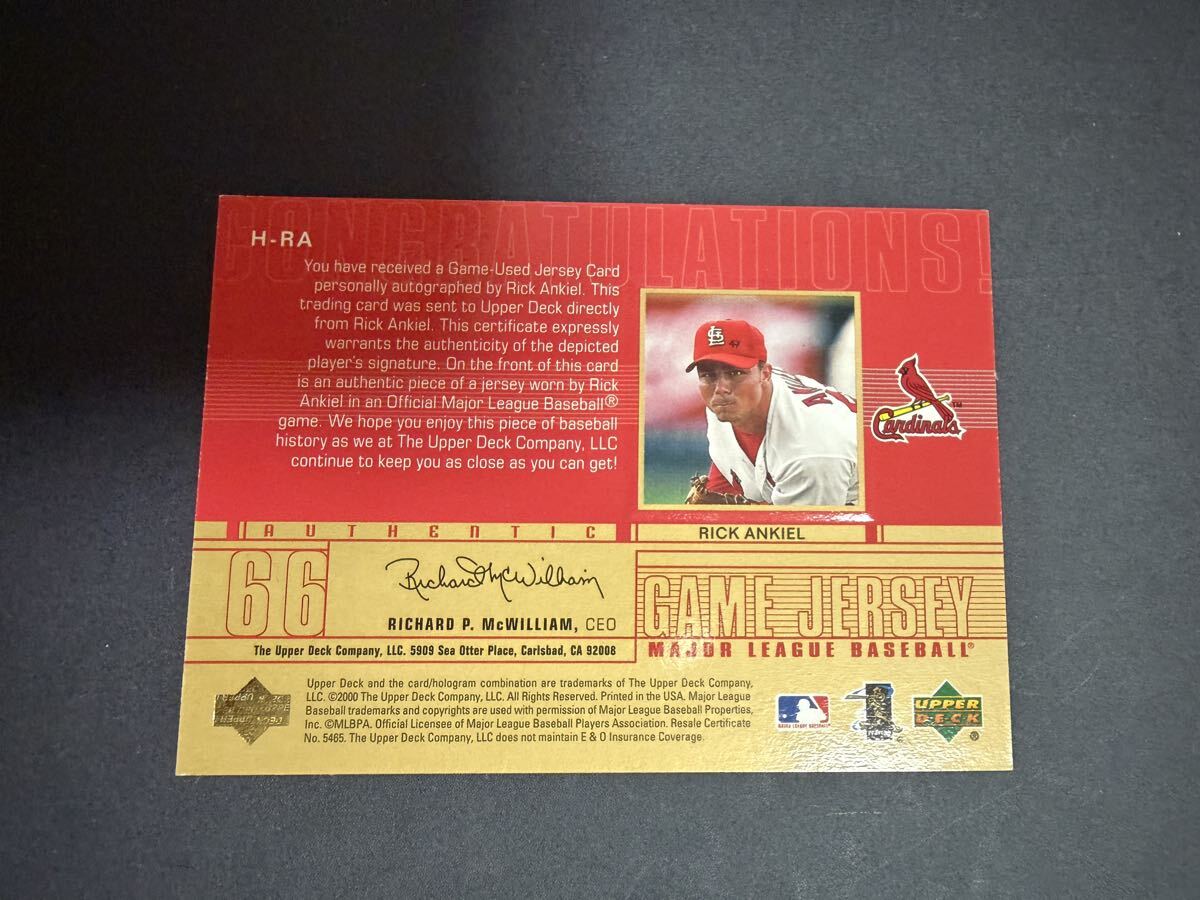 CONGRATULATIONS!
H-RA
You have received a Game-Used Jersey Card
personally autographed by Rick Ankiel. This
trading card was sent to Upper Deck directly
from Rick Ankiel. This certificate expressly
warrants the authenticity of the depicted
player's signature. On the front of this card
is an authentic piece of a jersey worn by Rick
Ankiel in an Official Major League Baseball®
game. We hope you enjoy this piece of baseball
history as we at The Upper Deck Company, LLC
continue to keep you as close as you can get!
Cardinals™
AUTHENTIC
RICK ANKIEL
66
Richard McWilliam
RICHARD P. McWILLIAM, CEO
The Upper Deck Company, LLC. 5909 Sea Otter Place, Carlsbad, CA 92008
GAME JERSEY
MAJOR LEAGUE BASEBALL®
Upper Deck and the card/hologram combination are trademarks of The Upper Deck Company,
LLC. ©2000 The Upper Deck Company, LLC. All Rights Reserved. Printed in the USA. Major League
Baseball trademarks and copyrights are used with permission of Major League Baseball Properties,
Inc. ©MLBPA. Official Licensee of Major League Baseball Players Association. Resale Certificate
No. 5465. The Upper Deck Company, LLC does not maintain E & O Insurance Coverage.
MAJOR LEAGUE BASEBALL
UPPER
DECK®